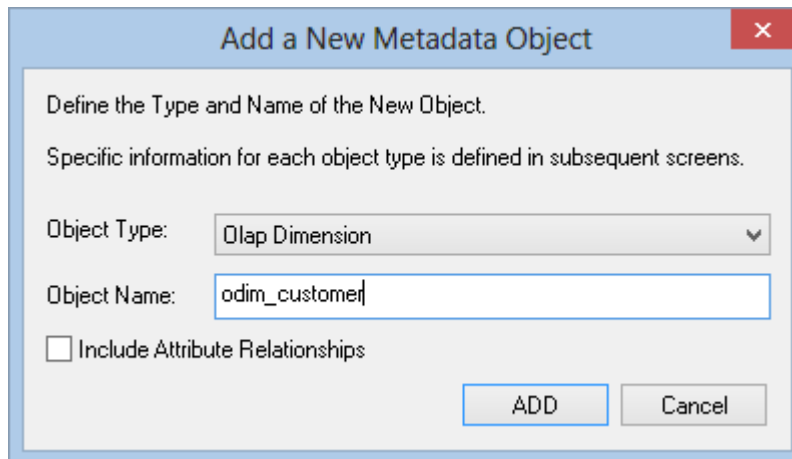 Add a New Metadata Object
Define the Type and Name of the New Object.
Specific information for each object type is defined in subsequent screens.
Object Type: Olap Dimension
Object Name: odim_customer
Include Attribute Relationships
ADD Cancel